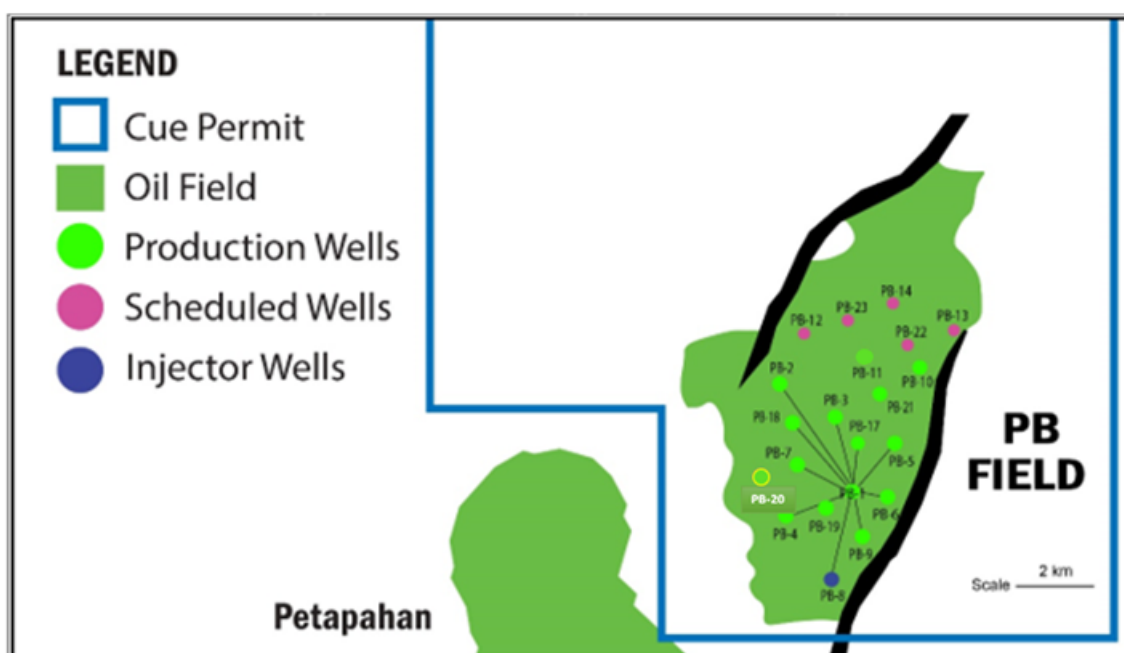 LEGEND
Cue Permit
Oil Field
Production Wells
Scheduled Wells
Injector Wells
PB-14
PB-23
PB-13
PB-12
PB-22
PB-2
PB-11
PB-10
PB-3
PB-21
PB-18
PB-17
PB-7
PB-5
PB
FIELD
PB-20
PB-1
PB-6
PB-19
PB-4
PB-9
2 km
Scale
PB-8
Petapahan